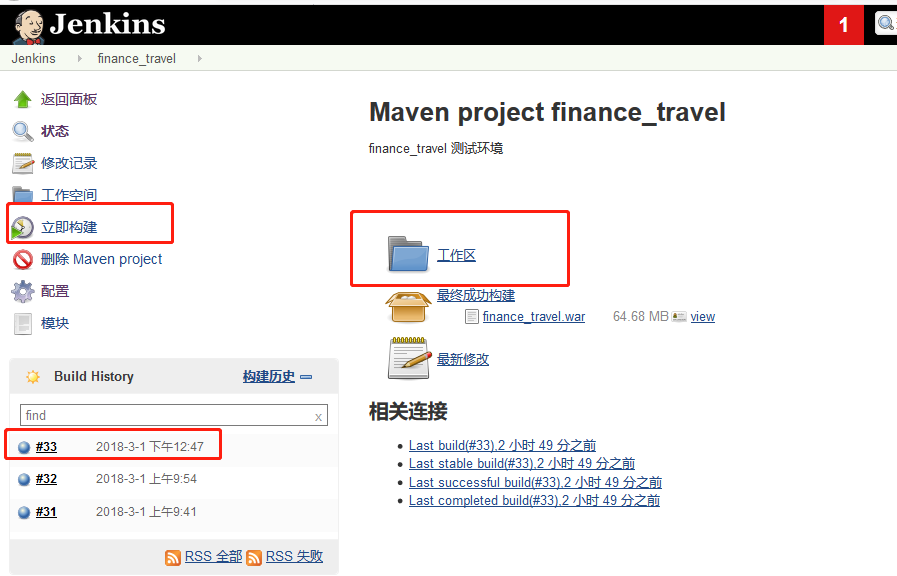 Jenkins
1
Jenkins finance_travel
返回面板
状态
修改记录
工作空间
立即构建
删除 Maven project
配置
模块
Build History 构建历史
find x
#33 2018-3-1 下午12:47
#32 2018-3-1 上午9:54
#31 2018-3-1 上午9:41
RSS 全部 RSS 失败
Maven project finance_travel
finance_travel 测试环境
工作区
最终成功构建
finance_travel.war 64.68 MB view
最新修改
相关连接
Last build(#33),2 小时 49 分之前
Last stable build(#33),2 小时 49 分之前
Last successful build(#33),2 小时 49 分之前
Last completed build(#33),2 小时 49 分之前